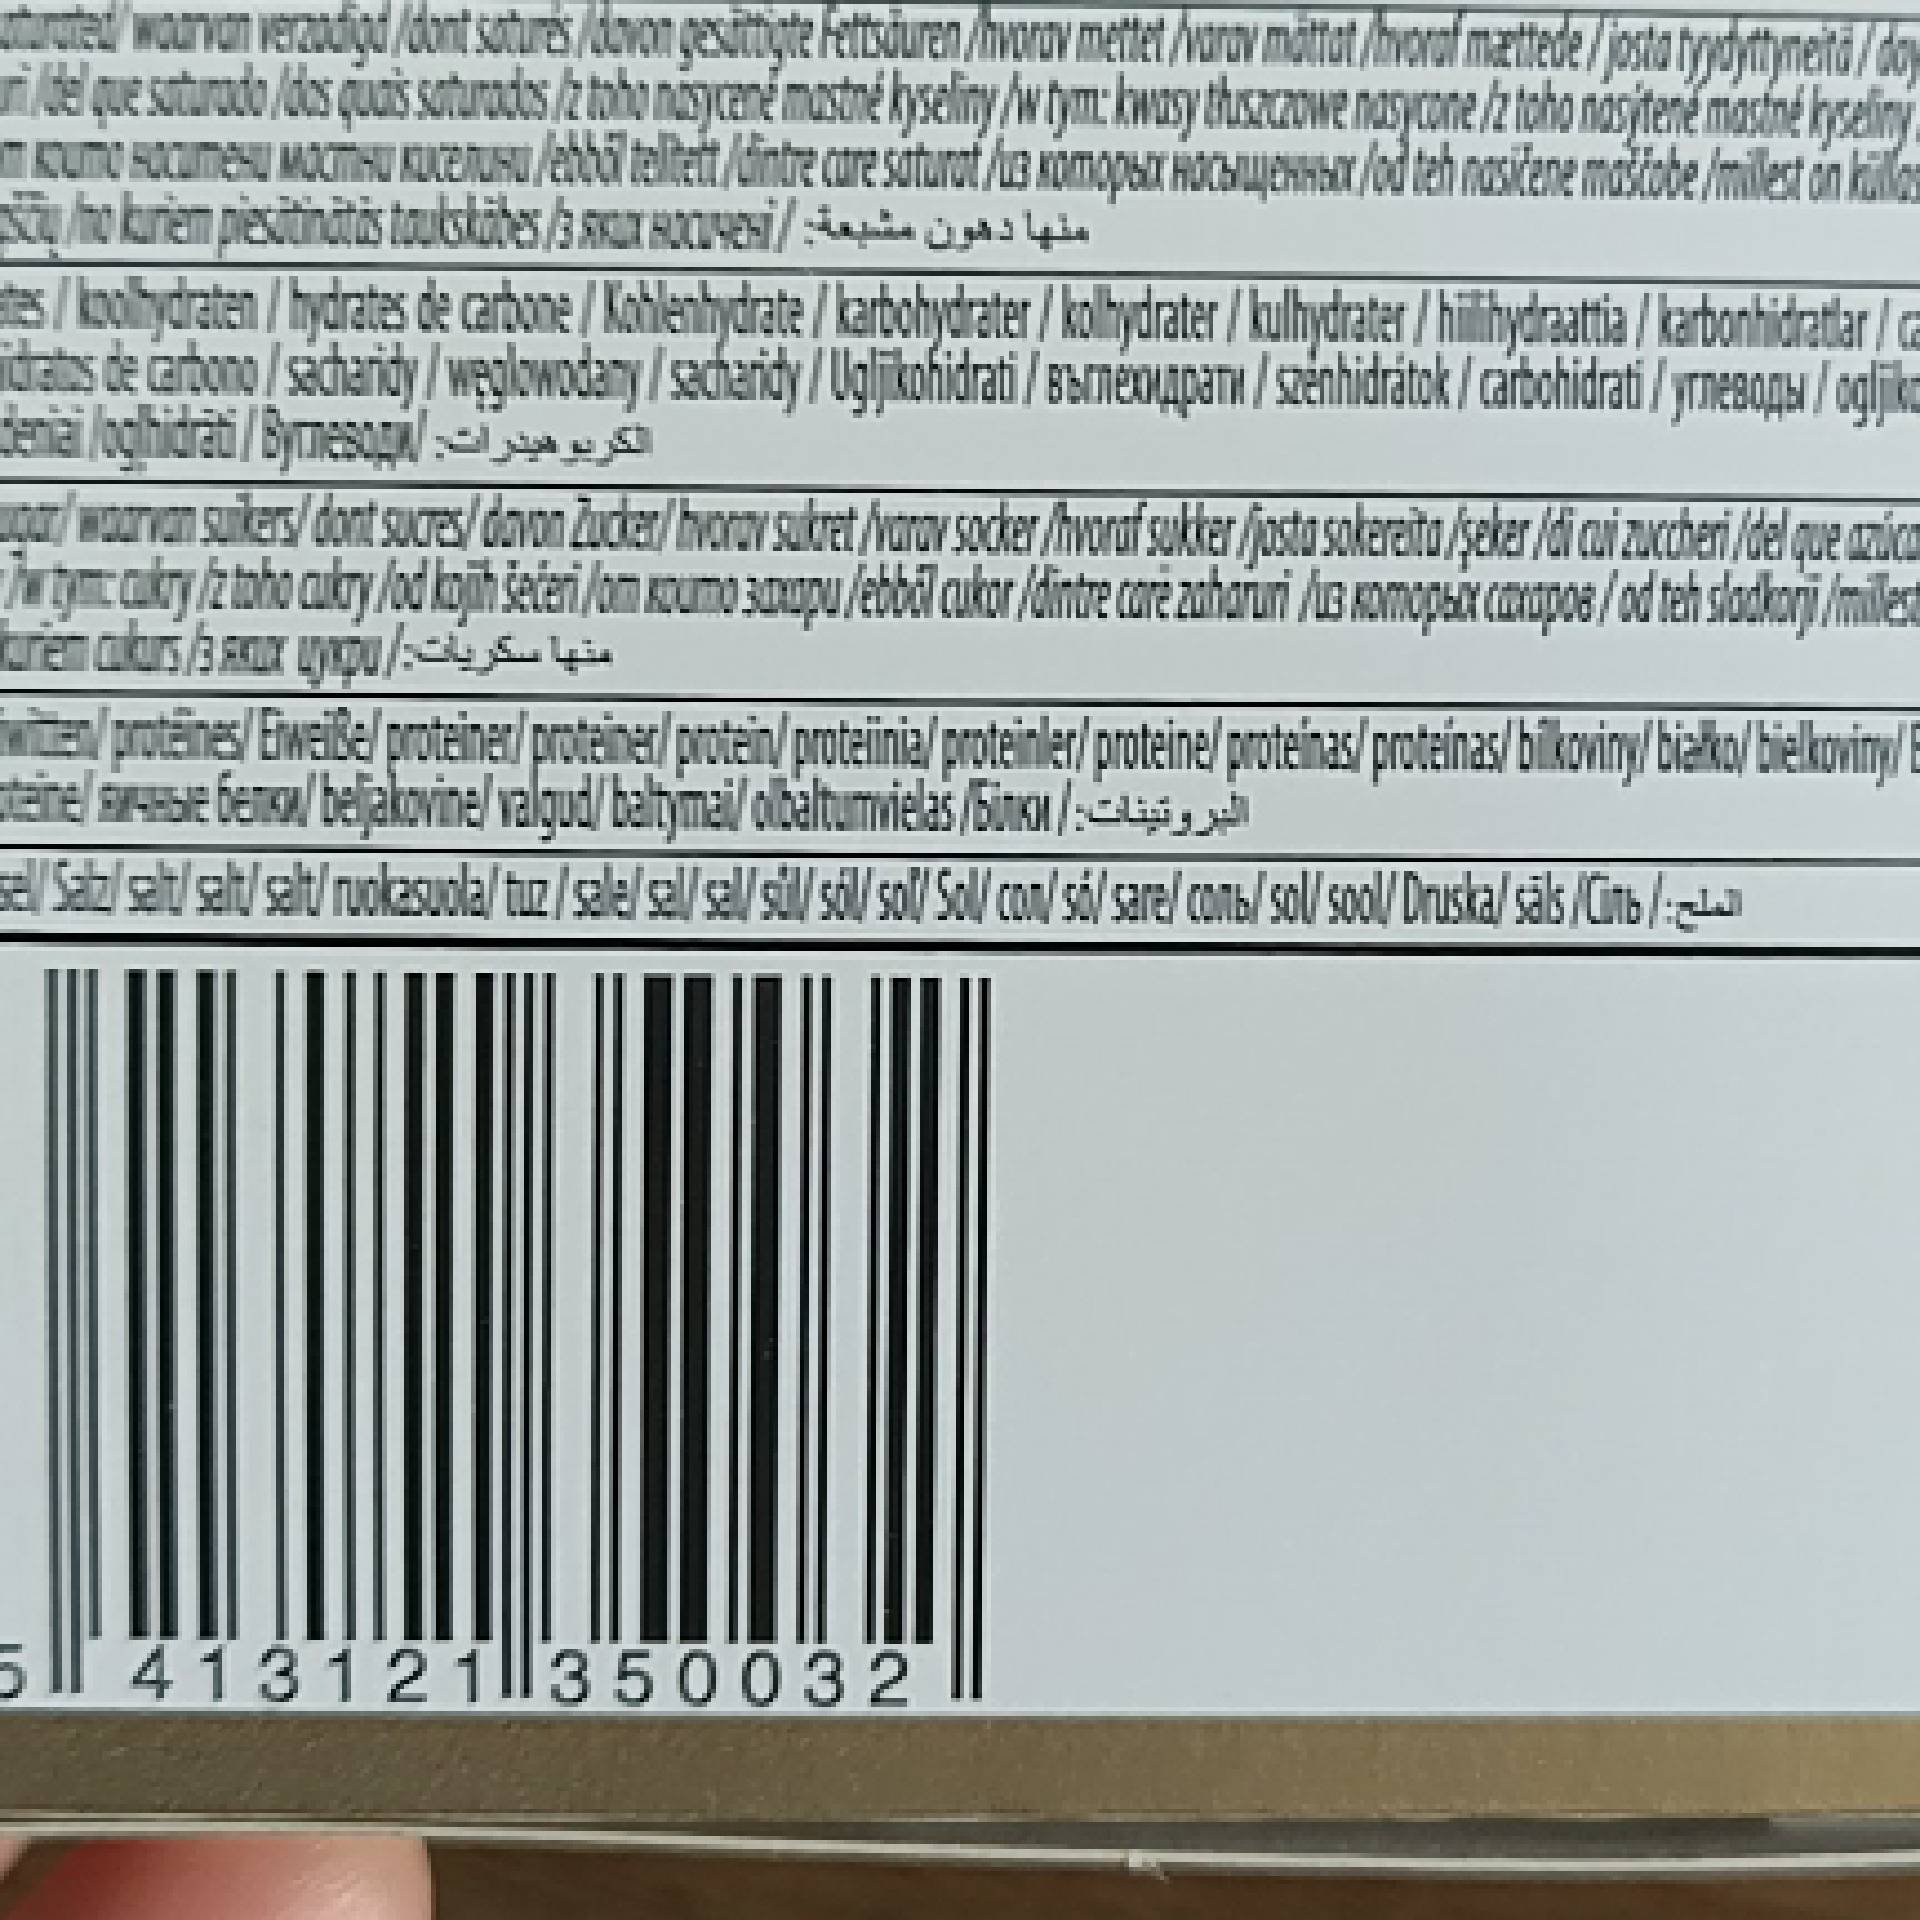 saturated/ waarvan verzadigd /dont saturés /davon gesättigte Fettsäuren /hvorav mettet /varav mättat /hvoraf mættede / josta tyydyttyneitä /
/del que saturado /dos quais saturados /z toho nasycené mastné kyseliny /w tym: kwasy tłuszczowe nasycone /z toho nasýtené mastné kyseliny
които наситени мастни киселини /ebből telített /dintre care saturat /из которых насыщенных /od teh nasičene maščobe /millest on küllas
/no kuriem piesātinātās taukskābes /з яких насичені / منها دهون مشبعة:
ates / koolhydraten / hydrates de carbone / Kohlenhydrate / karbohydrater / kolhydrater / kulhydrater / hiilihydraattia / karbonhidratlar / ca
idratos de carbono / sacharidy / węglowodany / sacharidy / Ugljikohidrati / въглехидрати / szénhidrátok / carbohidrati / углеводы / ogljiko
deniai /ogļhidrāti / Вуглеводи/ الكربوهيدرات:
ugar/ waarvan suikers/ dont sucres/ davon Zucker/ hvorav sukret /varav socker /hvoraf sukker /josta sokereita /şeker /di cui zuccheri /del que azúca
/w tym: cukry /z toho cukry /od kojih šećeri /от които захари /ebből cukor /dintre care zaharuri /из которых сахаров / od teh sladkorji /millest
kuriem cukurs /з яких цукри /منها سكريات:
eiwitten/ protéines/ Eiweiße/ proteiner/ proteiner/ protein/ proteiinia/ proteinler/ proteine/ proteínas/ proteínas/ bílkoviny/ białko/ bielkoviny/ B
oteine/ яичные белки/ beljakovine/ valgud/ baltymai/ olbaltumvielas /Білки /البروتينات:
sel/ Salz/ salt/ salt/ salt/ ruokasuola/ tuz / sale/ sal/ sal/ sůl/ sól/ soľ/ Sol/ сол/ só/ sare/ соль/ sol/ sool/ Druska/ sāls /Сіль /الملح:
5 413121 350032